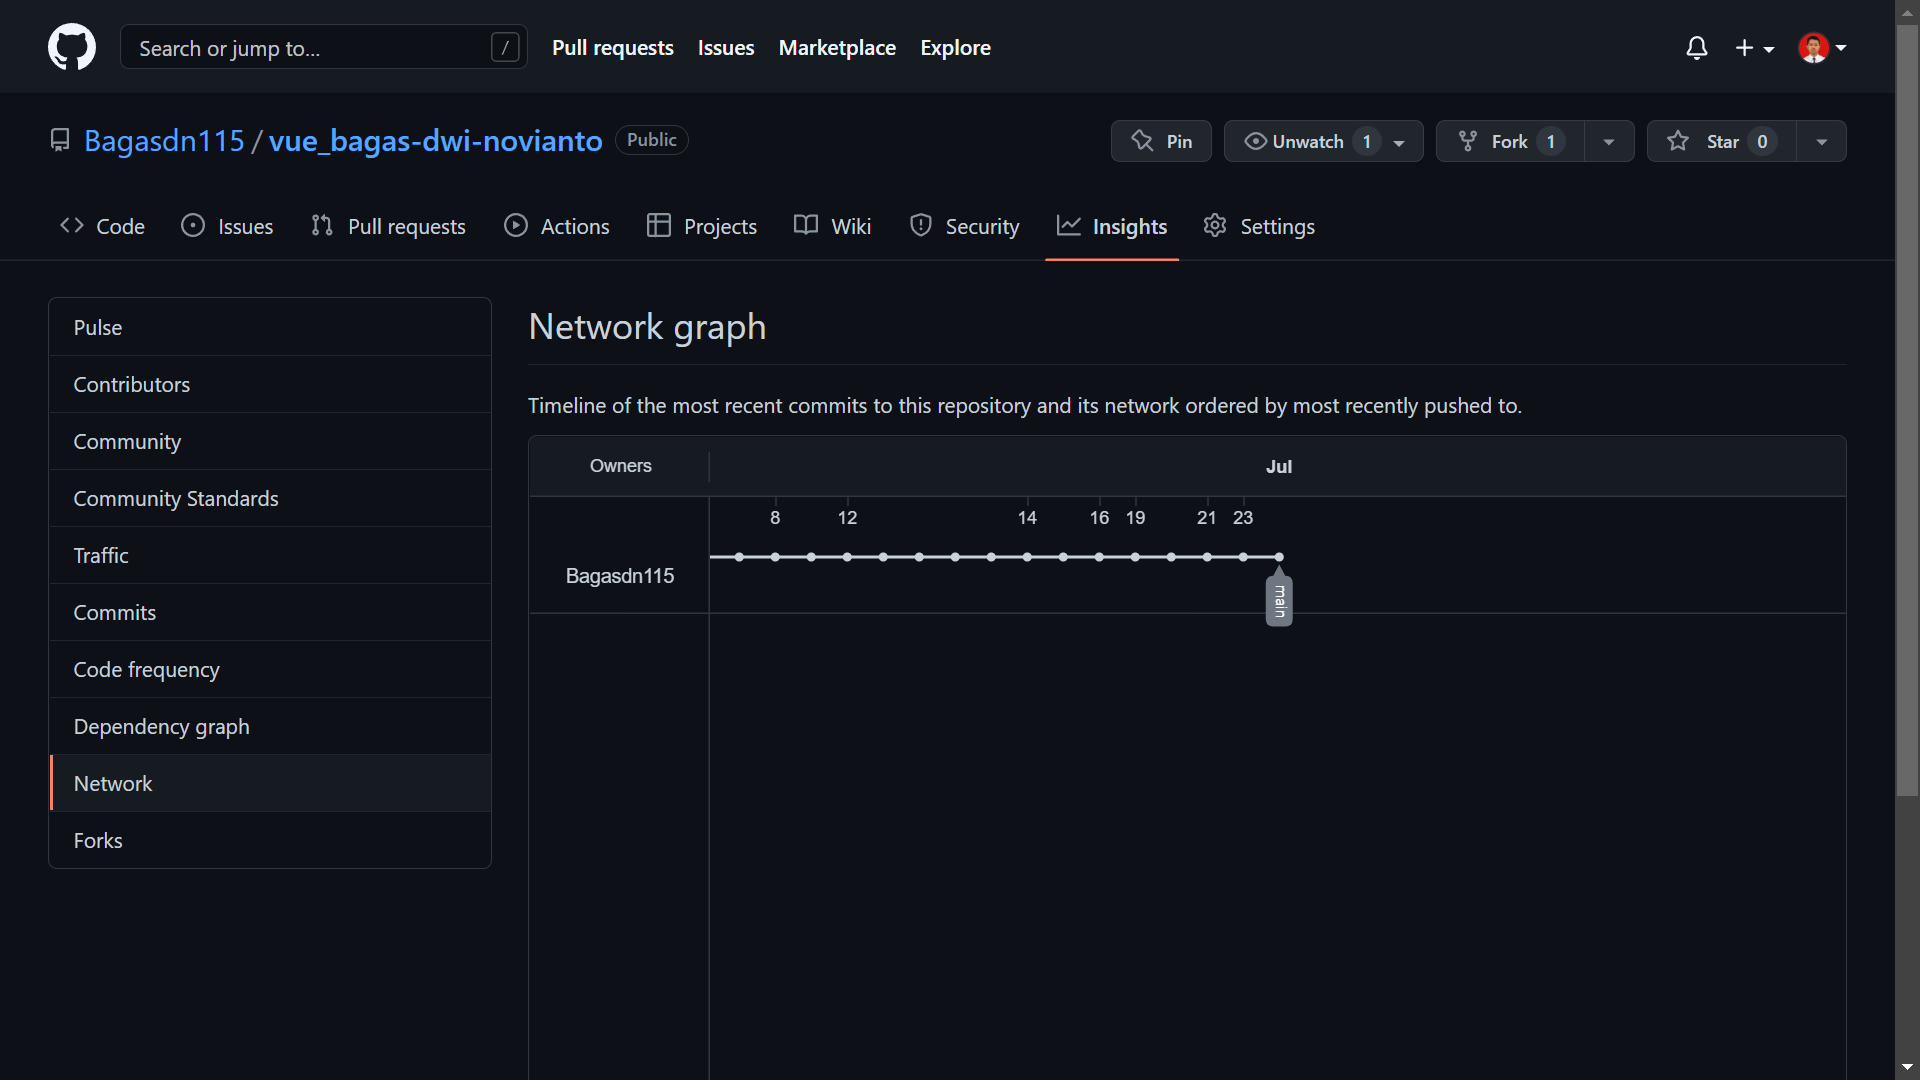 Search or jump to... /
Pull requests Issues Marketplace Explore
Bagasdn115 / vue_bagas-dwi-novianto Public
Pin Unwatch 1 Fork 1 Star 0
Code Issues Pull requests Actions Projects Wiki Security Insights Settings
Pulse
Contributors
Community
Community Standards
Traffic
Commits
Code frequency
Dependency graph
Network
Forks
Network graph
Timeline of the most recent commits to this repository and its network ordered by most recently pushed to.
Owners Jul
8 12 14 16 19 21 23
Bagasdn115
main